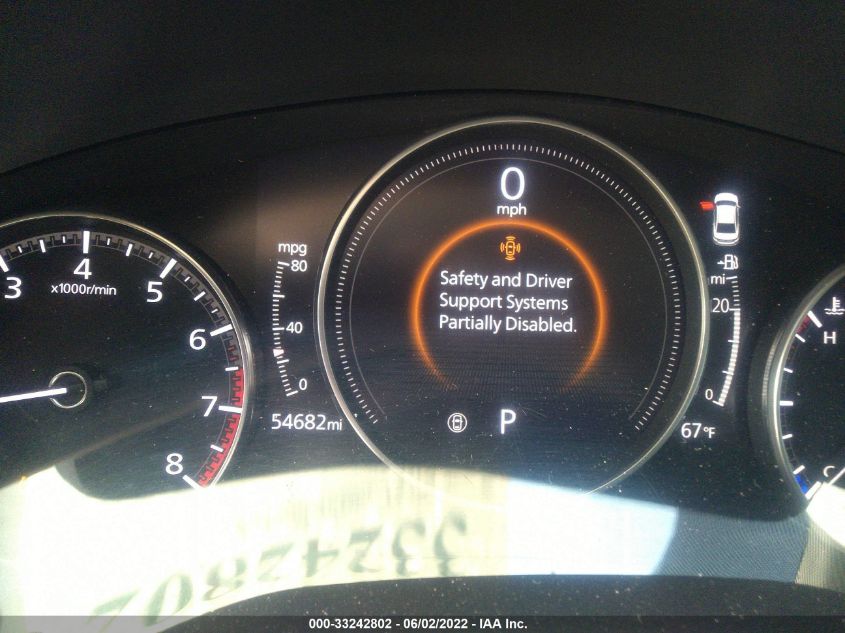 0
mph
mpg
80
40
0
3
4
5
6
7
8
x1000r/min
Safety and Driver
Support Systems
Partially Disabled.
mi
20
0
H
C
54682mi
P
67°F
33242802
000-33242802 - 06/02/2022 - IAA Inc.